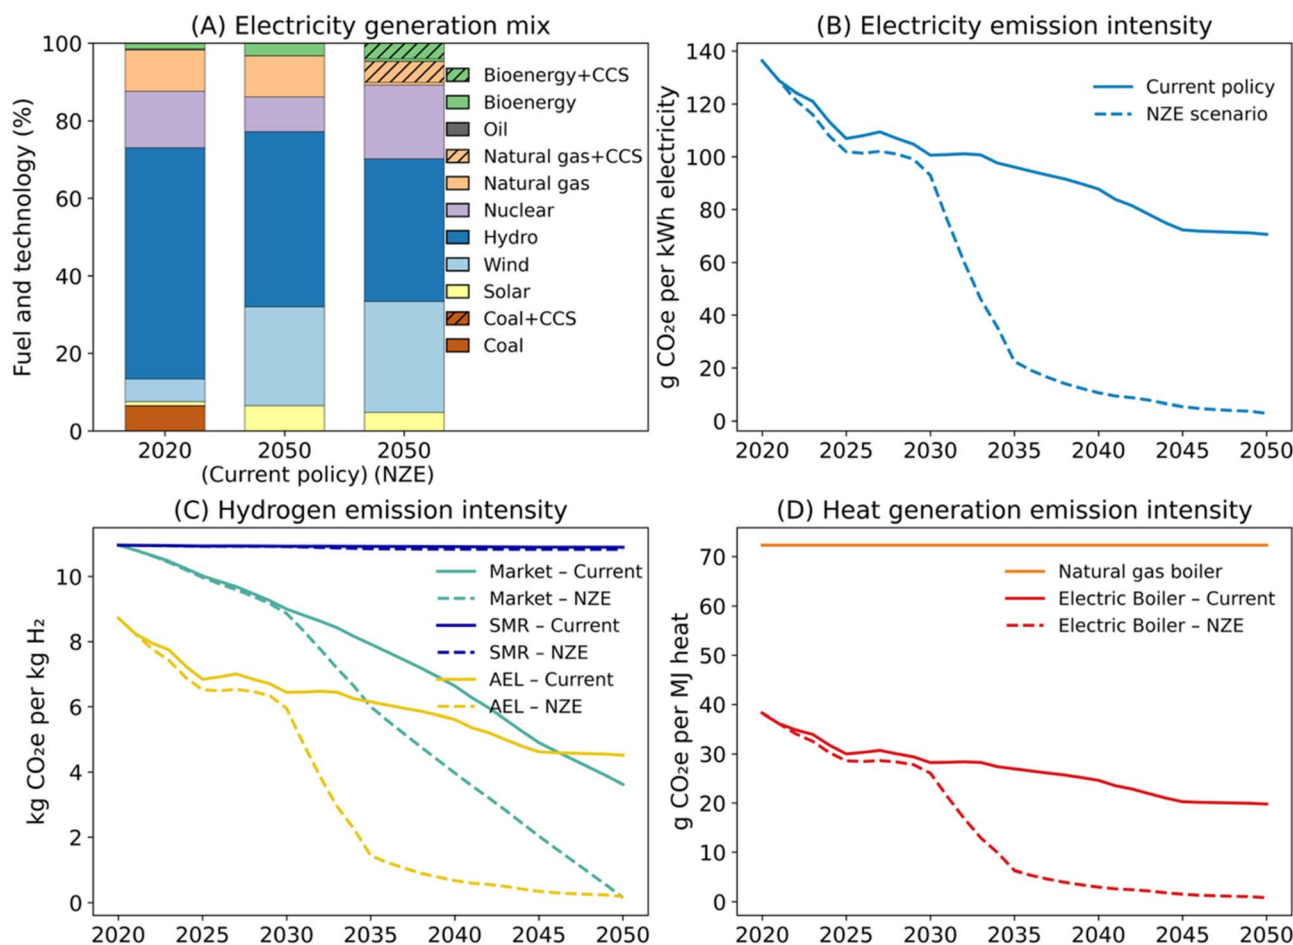 (A) Electricity generation mix
Fuel and technology (%)
100
80
60
40
20
0
Bioenergy+CCS
Bioenergy
Oil
Natural gas+CCS
Natural gas
Nuclear
Hydro
Wind
Solar
Coal+CCS
Coal
2020 2050 2050
(Current policy) (NZE)
(B) Electricity emission intensity
g CO₂e per kWh electricity
140
120
100
80
60
40
20
0
Current policy
NZE scenario
2020 2025 2030 2035 2040 2045 2050
(C) Hydrogen emission intensity
kg CO₂e per kg H₂
10
8
6
4
2
0
Market – Current
Market – NZE
SMR – Current
SMR – NZE
AEL – Current
AEL – NZE
2020 2025 2030 2035 2040 2045 2050
(D) Heat generation emission intensity
g CO₂e per MJ heat
70
60
50
40
30
20
10
0
Natural gas boiler
Electric Boiler – Current
Electric Boiler – NZE
2020 2025 2030 2035 2040 2045 2050